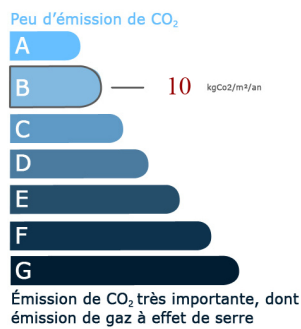 Peu d'émission de CO₂
A
B
10 kgCo2/m³/an
C
D
E
F
G
Émission de CO₂ très importante, dont
émission de gaz à effet de serre